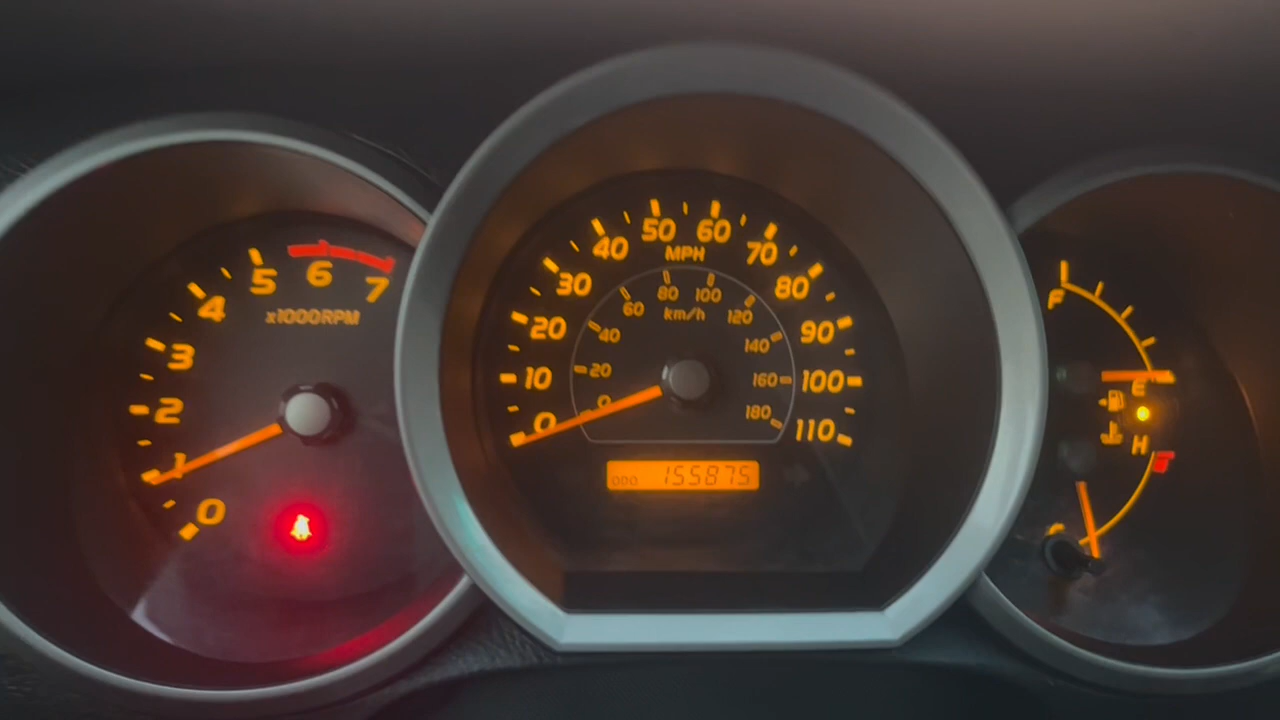 0 1 2 3 4 5 6 7
x1000RPM
0 10 20 30 40 50 60 70 80 90 100 110
MPH
0 20 40 60 80 100 120 140 160 180
km/h
ODO 155875
F
E
H
C